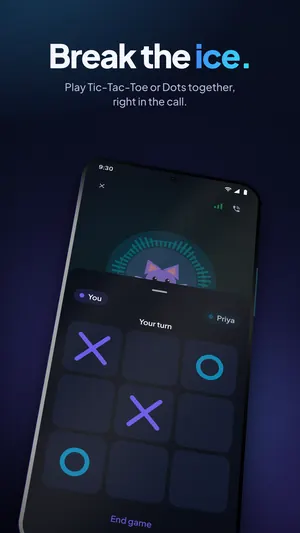 Break the ice.
Play Tic-Tac-Toe or Dots together,
right in the call.
9:30
You
Priya
Your turn
End game